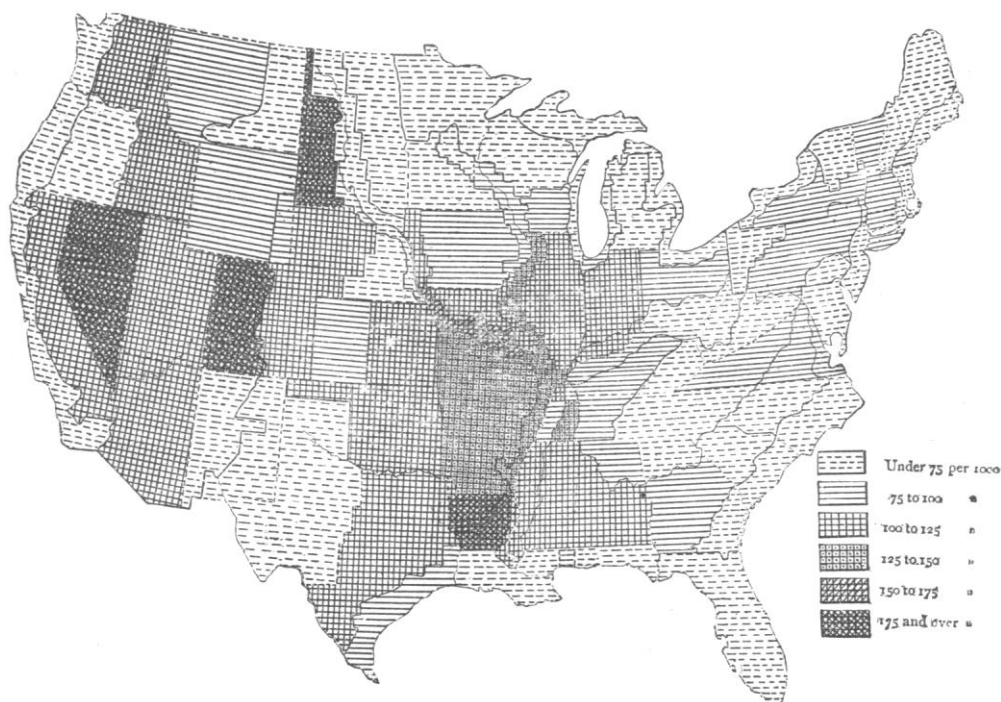 Under 75 per 1000
75 to 100 "
100 to 125 "
125 to 150 "
150 to 175 "
175 and over "